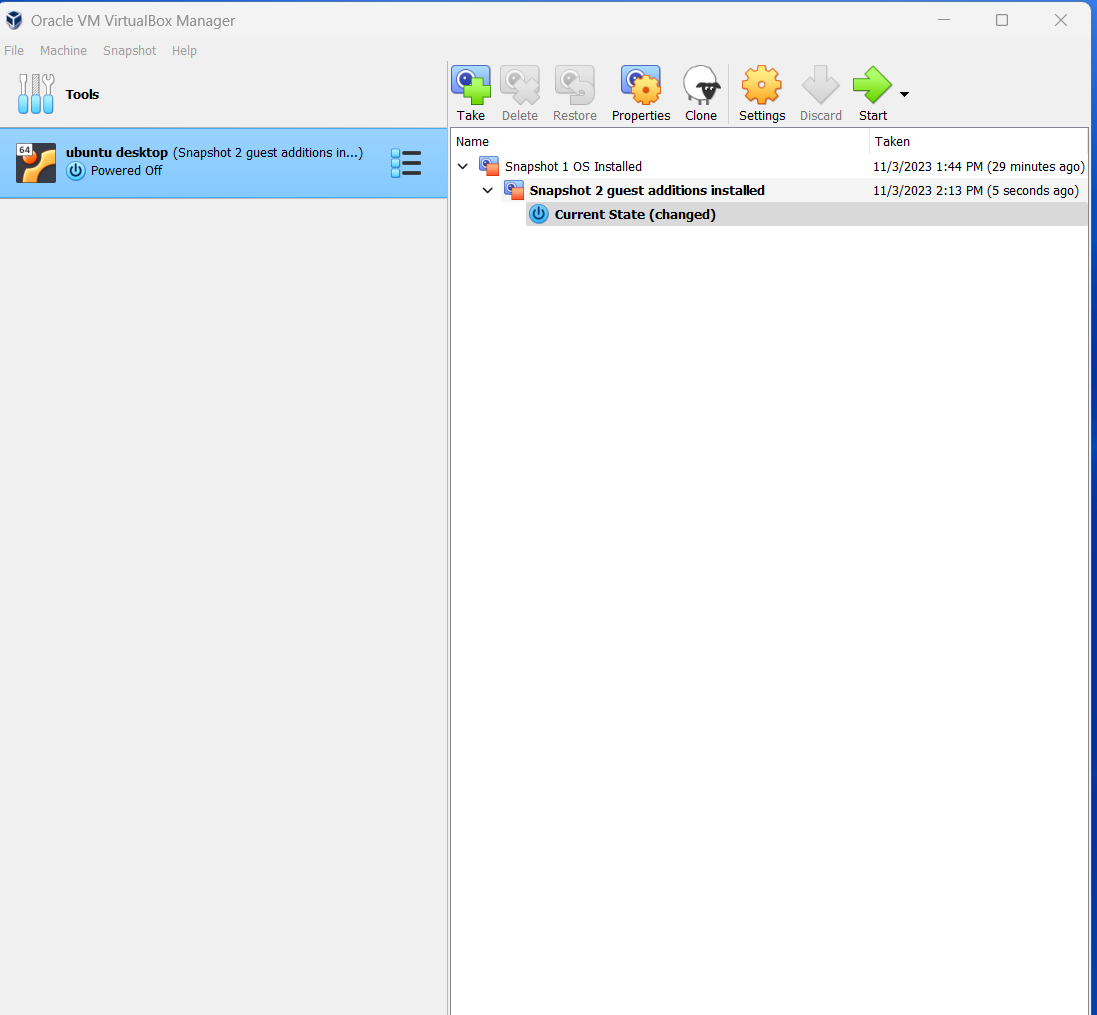 Oracle VM VirtualBox Manager
File Machine Snapshot Help
Tools
Take Delete Restore Properties Clone Settings Discard Start
64
ubuntu desktop (Snapshot 2 guest additions in...)
Powered Off
Name Taken
Snapshot 1 OS Installed 11/3/2023 1:44 PM (29 minutes ago)
Snapshot 2 guest additions installed 11/3/2023 2:13 PM (5 seconds ago)
Current State (changed)